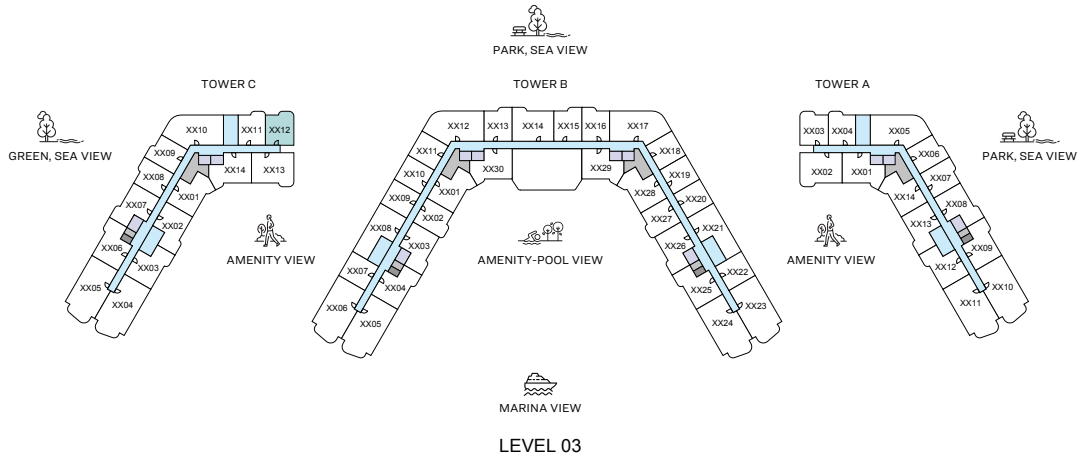 PARK, SEA VIEW
TOWER C
TOWER B
TOWER A
GREEN, SEA VIEW
PARK, SEA VIEW
XX10
XX11
XX12
XX09
XX08
XX07
XX06
XX05
XX04
XX03
XX02
XX01
XX14
XX13
AMENITY VIEW
XX12
XX13
XX14
XX15
XX16
XX17
XX11
XX10
XX09
XX08
XX07
XX06
XX05
XX04
XX03
XX02
XX01
XX30
XX29
XX28
XX27
XX26
XX25
XX24
XX23
XX22
XX21
XX20
XX19
XX18
AMENITY-POOL VIEW
XX03
XX04
XX05
XX02
XX01
XX06
XX07
XX08
XX09
XX10
XX11
XX12
XX13
XX14
AMENITY VIEW
MARINA VIEW
LEVEL 03